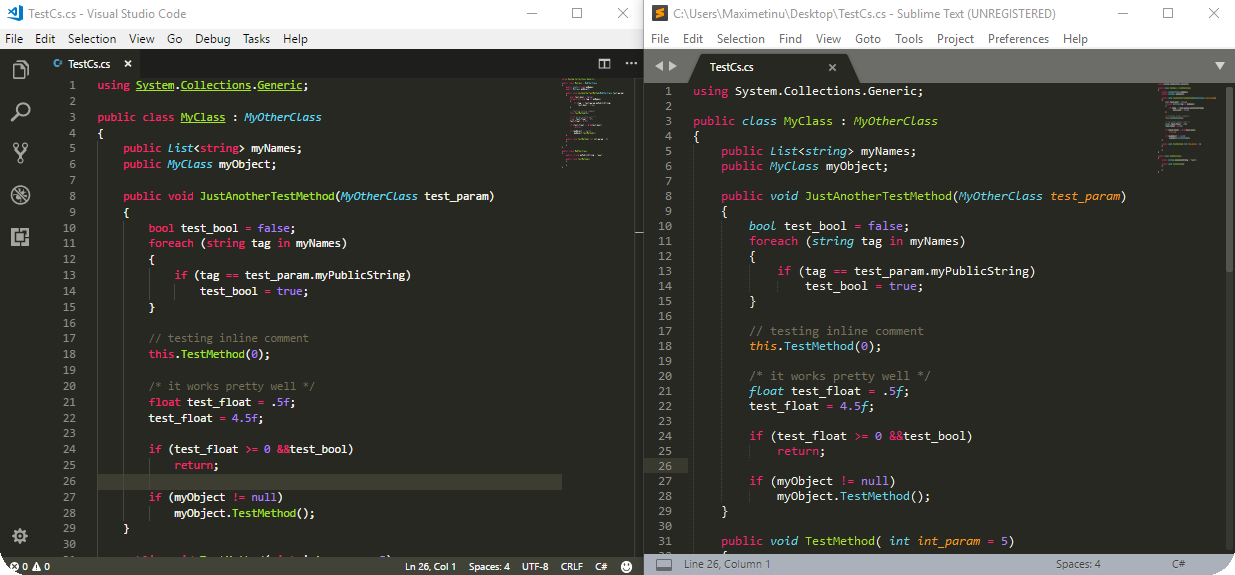 TestCs.cs - Visual Studio Code
File Edit Selection View Go Debug Tasks Help
TestCs.cs
1 using System.Collections.Generic;
2
3 public class MyClass : MyOtherClass
4 {
5 public List<string> myNames;
6 public MyClass myObject;
7
8 public void JustAnotherTestMethod(MyOtherClass test_param)
9 {
10 bool test_bool = false;
11 foreach (string tag in myNames)
12 {
13 if (tag == test_param.myPublicString)
14 test_bool = true;
15 }
16
17 // testing inline comment
18 this.TestMethod(0);
19
20 /* it works pretty well */
21 float test_float = .5f;
22 test_float = 4.5f;
23
24 if (test_float >= 0 &&test_bool)
25 return;
26
27 if (myObject != null)
28 myObject.TestMethod();
29 }
30
0 0 Ln 26, Col 1 Spaces: 4 UTF-8 CRLF C#
C:\Users\Maximetinu\Desktop\TestCs.cs - Sublime Text (UNREGISTERED)
File Edit Selection Find View Goto Tools Project Preferences Help
TestCs.cs
1 using System.Collections.Generic;
2
3 public class MyClass : MyOtherClass
4 {
5 public List<string> myNames;
6 public MyClass myObject;
7
8 public void JustAnotherTestMethod(MyOtherClass test_param)
9 {
10 bool test_bool = false;
11 foreach (string tag in myNames)
12 {
13 if (tag == test_param.myPublicString)
14 test_bool = true;
15 }
16
17 // testing inline comment
18 this.TestMethod(0);
19
20 /* it works pretty well */
21 float test_float = .5f;
22 test_float = 4.5f;
23
24 if (test_float >= 0 &&test_bool)
25 return;
26
27 if (myObject != null)
28 myObject.TestMethod();
29 }
30
31 public void TestMethod( int int_param = 5)
Line 26, Column 1 Spaces: 4 C#